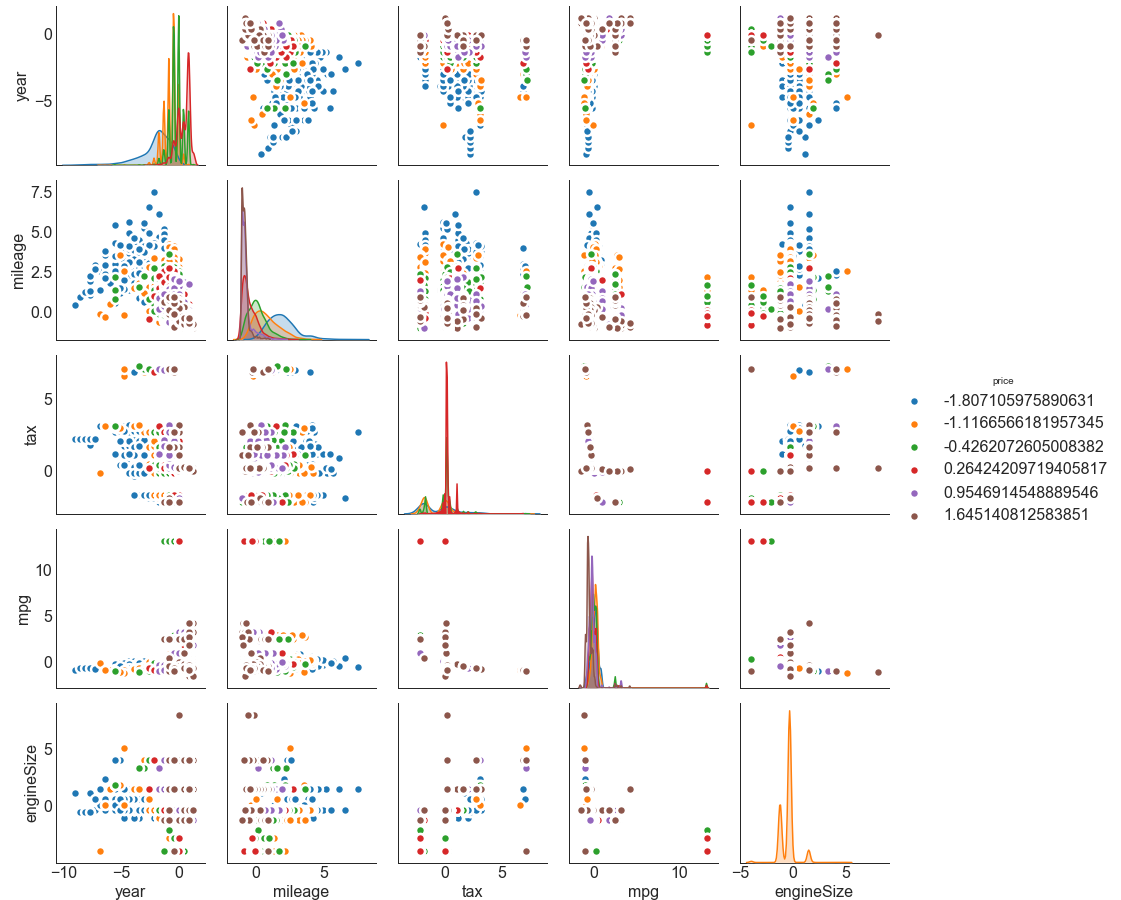 0
−5
year
7.5
5.0
2.5
0.0
mileage
5
0
tax
price
-1.807105975890631
-1.1166566181957345
-0.4262072605008382
0.26424209719405817
0.9546914548889546
1.645140812583851
10
5
0
mpg
5
0
engineSize
−10 −5 0 0 5 0 5 0 10 −5 0 5
year mileage tax mpg engineSize